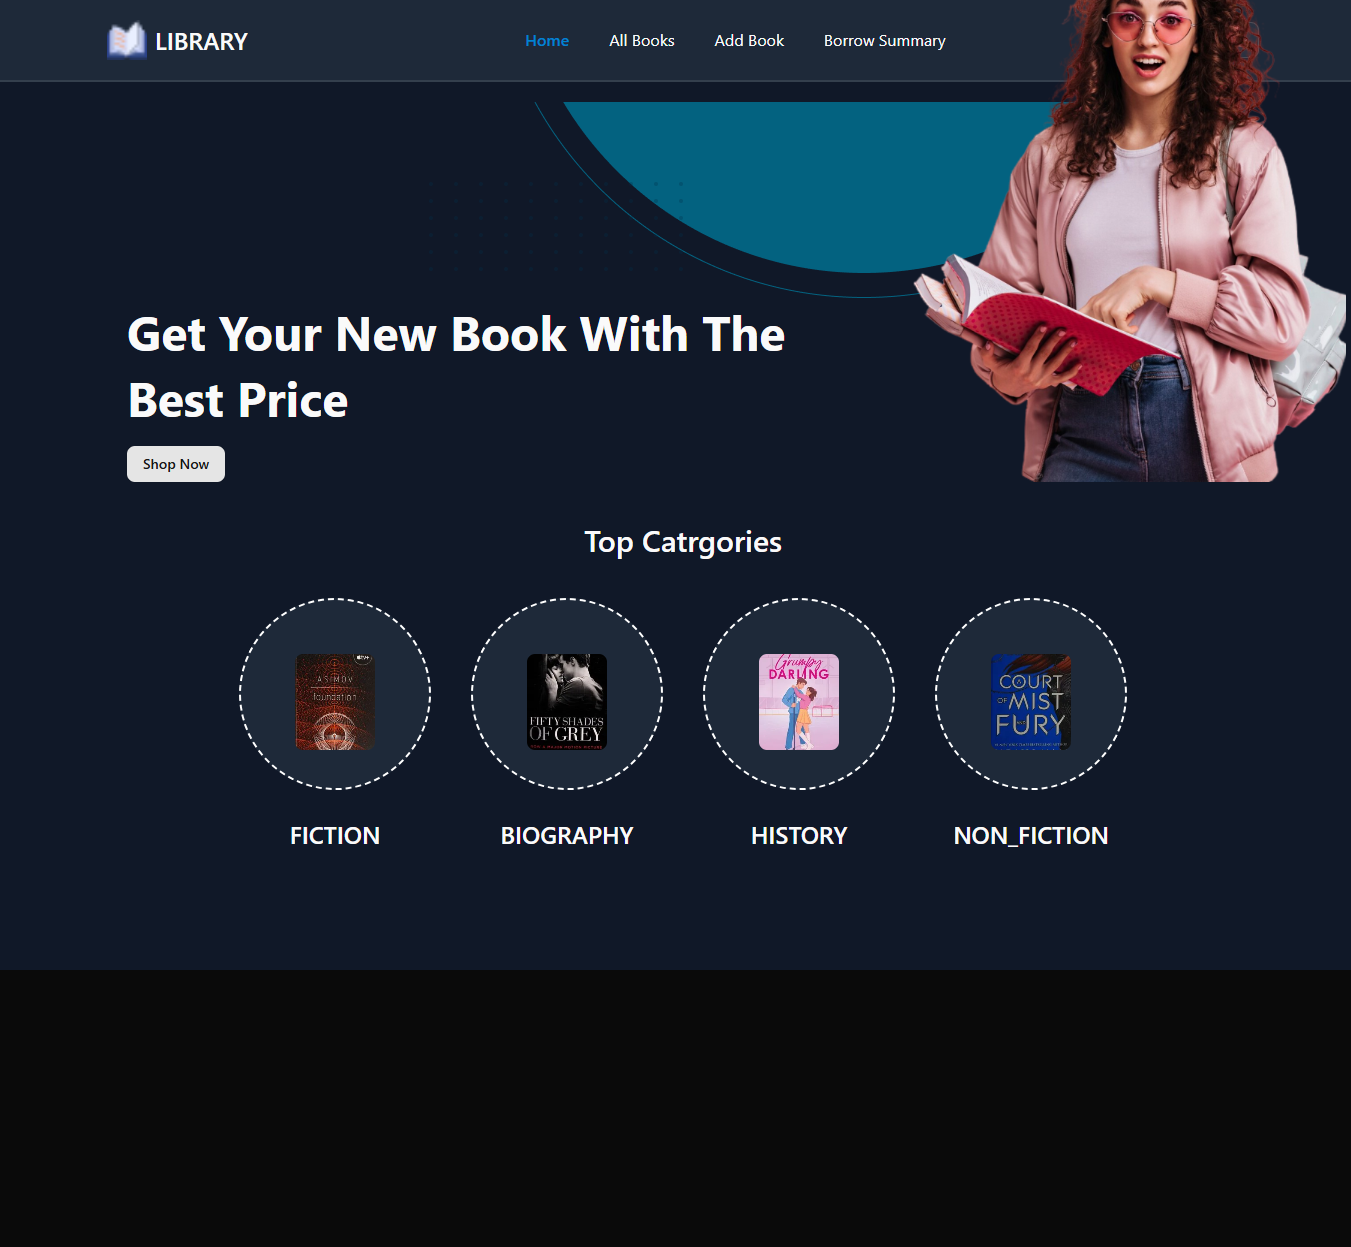 LIBRARY
Home
All Books
Add Book
Borrow Summary
Get Your New Book With The
Best Price
Shop Now
Top Catrgories
ASIMOV
foundation
FIFTY SHADES
OF GREY
Grumpy
DARLING
A
COURT
OF MIST
AND
FURY
FICTION
BIOGRAPHY
HISTORY
NON_FICTION